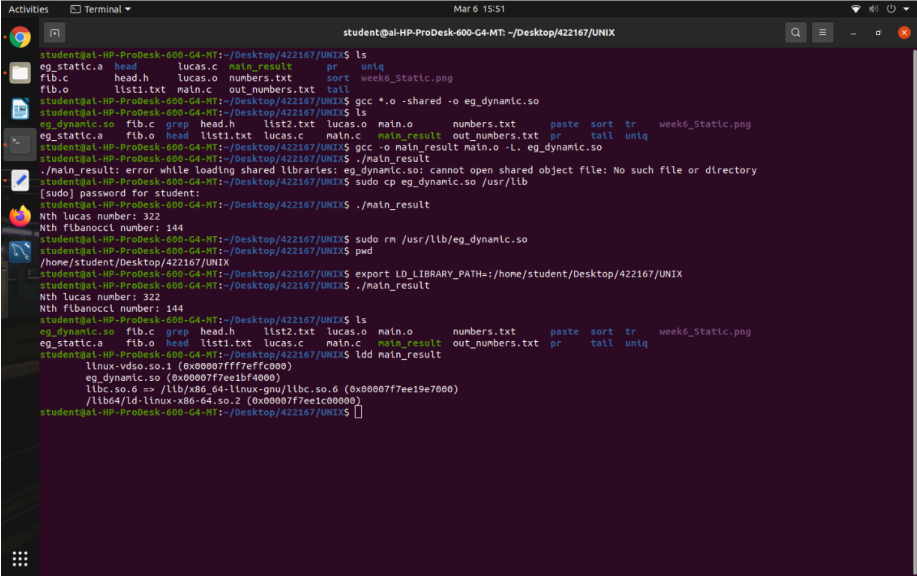 Activities Terminal Mar 6 15:51
student@ai-HP-ProDesk-600-G4-MT: ~/Desktop/422167/UNIX
student@ai-HP-ProDesk-600-G4-MT:~/Desktop/422167/UNIX$ ls
eg_static.a head lucas.c main_result pr uniq
fib.c head.h lucas.o numbers.txt sort week6_Static.png
fib.o list1.txt main.c out_numbers.txt tail
student@ai-HP-ProDesk-600-G4-MT:~/Desktop/422167/UNIX$ gcc *.o -shared -o eg_dynamic.so
student@ai-HP-ProDesk-600-G4-MT:~/Desktop/422167/UNIX$ ls
eg_dynamic.so fib.c grep head.h list2.txt lucas.o main.o numbers.txt paste sort tr week6_Static.png
eg_static.a fib.o head list1.txt lucas.c main.c main_result out_numbers.txt pr tail uniq
student@ai-HP-ProDesk-600-G4-MT:~/Desktop/422167/UNIX$ gcc -o main_result main.o -L. eg_dynamic.so
student@ai-HP-ProDesk-600-G4-MT:~/Desktop/422167/UNIX$ ./main_result
./main_result: error while loading shared libraries: eg_dynamic.so: cannot open shared object file: No such file or directory
student@ai-HP-ProDesk-600-G4-MT:~/Desktop/422167/UNIX$ sudo cp eg_dynamic.so /usr/lib
[sudo] password for student:
student@ai-HP-ProDesk-600-G4-MT:~/Desktop/422167/UNIX$ ./main_result
Nth lucas number: 322
Nth fibanocci number: 144
student@ai-HP-ProDesk-600-G4-MT:~/Desktop/422167/UNIX$ sudo rm /usr/lib/eg_dynamic.so
student@ai-HP-ProDesk-600-G4-MT:~/Desktop/422167/UNIX$ pwd
/home/student/Desktop/422167/UNIX
student@ai-HP-ProDesk-600-G4-MT:~/Desktop/422167/UNIX$ export LD_LIBRARY_PATH=:/home/student/Desktop/422167/UNIX
student@ai-HP-ProDesk-600-G4-MT:~/Desktop/422167/UNIX$ ./main_result
Nth lucas number: 322
Nth fibanocci number: 144
student@ai-HP-ProDesk-600-G4-MT:~/Desktop/422167/UNIX$ ls
eg_dynamic.so fib.c grep head.h list2.txt lucas.o main.o numbers.txt paste sort tr week6_Static.png
eg_static.a fib.o head list1.txt lucas.c main.c main_result out_numbers.txt pr tail uniq
student@ai-HP-ProDesk-600-G4-MT:~/Desktop/422167/UNIX$ ldd main_result
linux-vdso.so.1 (0x00007fff7effc000)
eg_dynamic.so (0x00007f7ee1bf4000)
libc.so.6 => /lib/x86_64-linux-gnu/libc.so.6 (0x00007f7ee19e7000)
/lib64/ld-linux-x86-64.so.2 (0x00007f7ee1c00000)
student@ai-HP-ProDesk-600-G4-MT:~/Desktop/422167/UNIX$